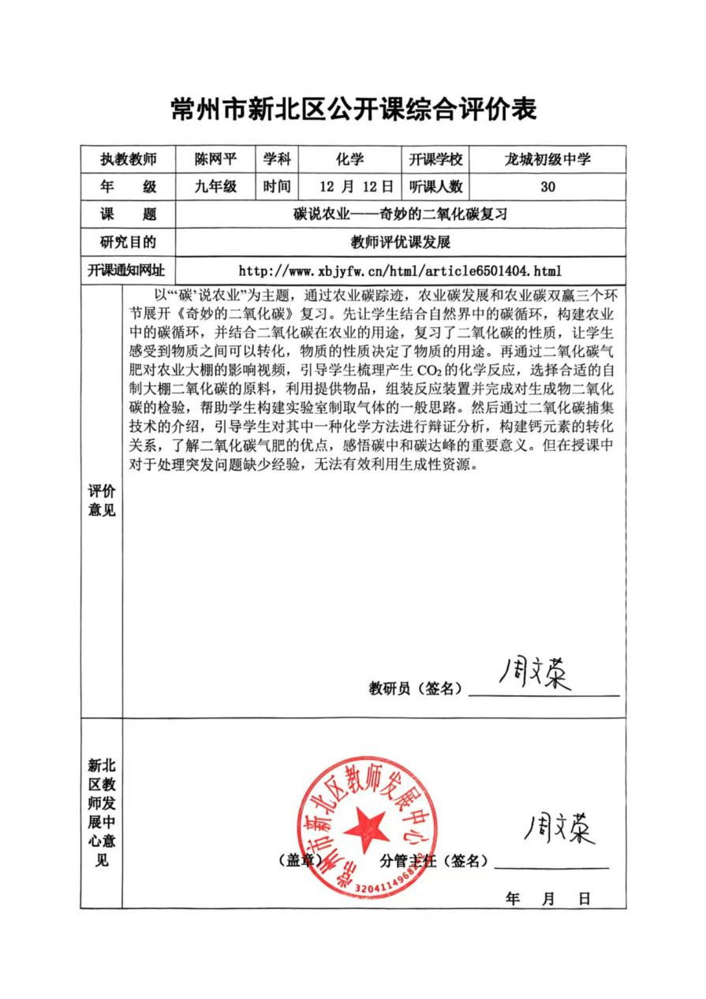 常州市新北区公开课综合评价表
执教教师 陈网平 学科 化学 开课学校 龙城初级中学
年 级 九年级 时间 12 月 12日 听课人数 30
课 题 碳说农业——奇妙的二氧化碳复习
研究目的 教师评优课发展
开课通知网址 http://www.xbjyfw.cn/html/article6501404.html
评价
意见
以“‘碳’说农业”为主题，通过农业碳踪迹，农业碳发展和农业碳双赢三个环
节展开《奇妙的二氧化碳》复习。先让学生结合自然界中的碳循环，构建农业
中的碳循环，并结合二氧化碳在农业的用途，复习了二氧化碳的性质，让学生
感受到物质之间可以转化，物质的性质决定了物质的用途。再通过二氧化碳气
肥对农业大棚的影响视频，引导学生梳理产生 CO₂的化学反应，选择合适的自
制大棚二氧化碳的原料，利用提供物品，组装反应装置并完成对生成物二氧化
碳的检验，帮助学生构建实验室制取气体的一般思路。然后通过二氧化碳捕集
技术的介绍，引导学生对其中一种化学方法进行辩证分析，构建钙元素的转化
关系，了解二氧化碳气肥的优点，感悟碳中和碳达峰的重要意义。但在授课中
对于处理突发问题缺少经验，无法有效利用生成性资源。
教研员（签名） 周文荣
新北
区教
师发
展中
心意
见
常州市新北区教师发展中心
（盖章） 分管主任（签名） 周文荣
年 月 日